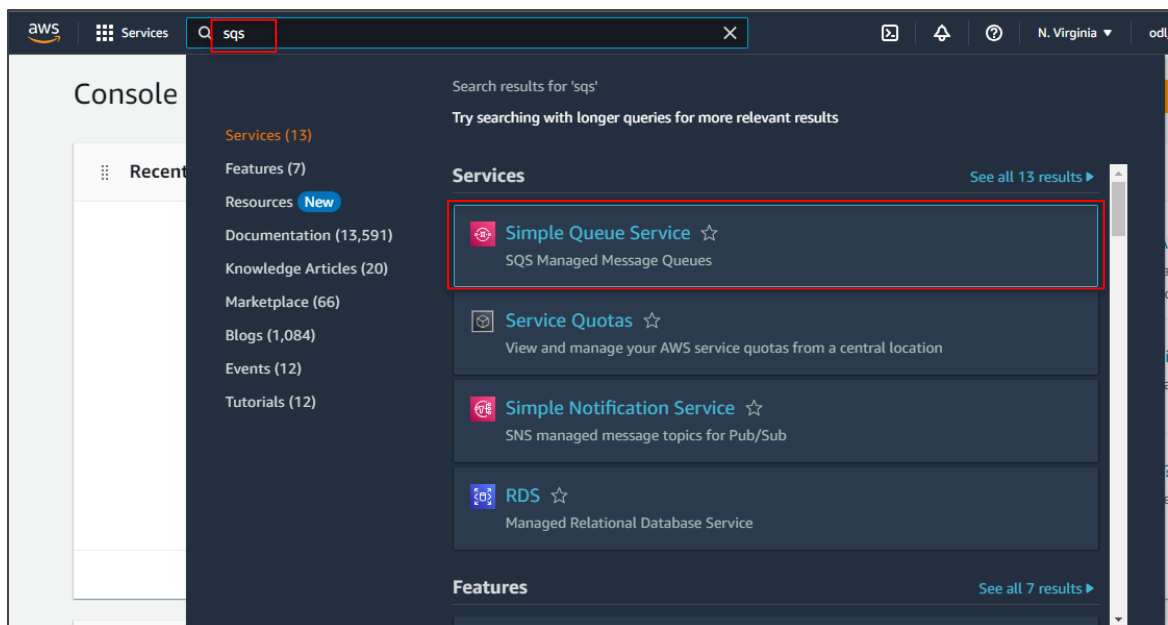 aws
Services
sqs
N. Virginia
odl
Console
Recent
Services (13)
Features (7)
Resources New
Documentation (13,591)
Knowledge Articles (20)
Marketplace (66)
Blogs (1,084)
Events (12)
Tutorials (12)
Search results for 'sqs'
Try searching with longer queries for more relevant results
Services
See all 13 results
Simple Queue Service
SQS Managed Message Queues
Service Quotas
View and manage your AWS service quotas from a central location
Simple Notification Service
SNS managed message topics for Pub/Sub
RDS
Managed Relational Database Service
Features
See all 7 results